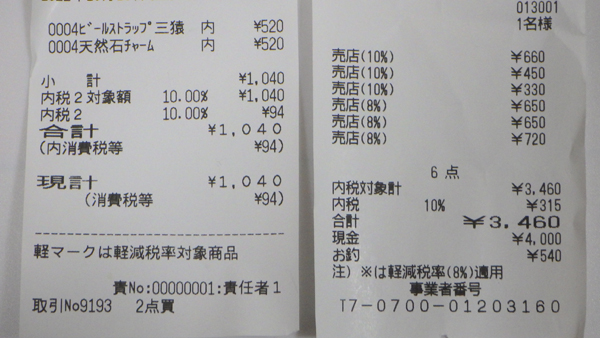 0004ﾋﾞｰﾙｽﾄﾗｯﾌﾟ三猿 内 ¥520
0004天然石ﾁｬｰﾑ 内 ¥520
小 計 ¥1,040
内税2対象額 10.00% ¥1,040
内税2 10.00% ¥94
合計 ¥1,040
(内消費税等 ¥94)
現計 ¥1,040
(消費税等 ¥94)
軽マークは軽減税率対象商品
責No:00000001:責任者1
取引No9193 2点買
013001
1名様
売店(10%) ¥660
売店(10%) ¥450
売店(10%) ¥330
売店(8%) ¥650
売店(8%) ¥650
売店(8%) ¥720
6 点
内税対象計 ¥3,460
内税 10% ¥315
合計 ¥3,460
現金 ¥4,000
お釣 ¥540
注) ※は軽減税率(8%)適用
事業者番号
T7-0700-01203160